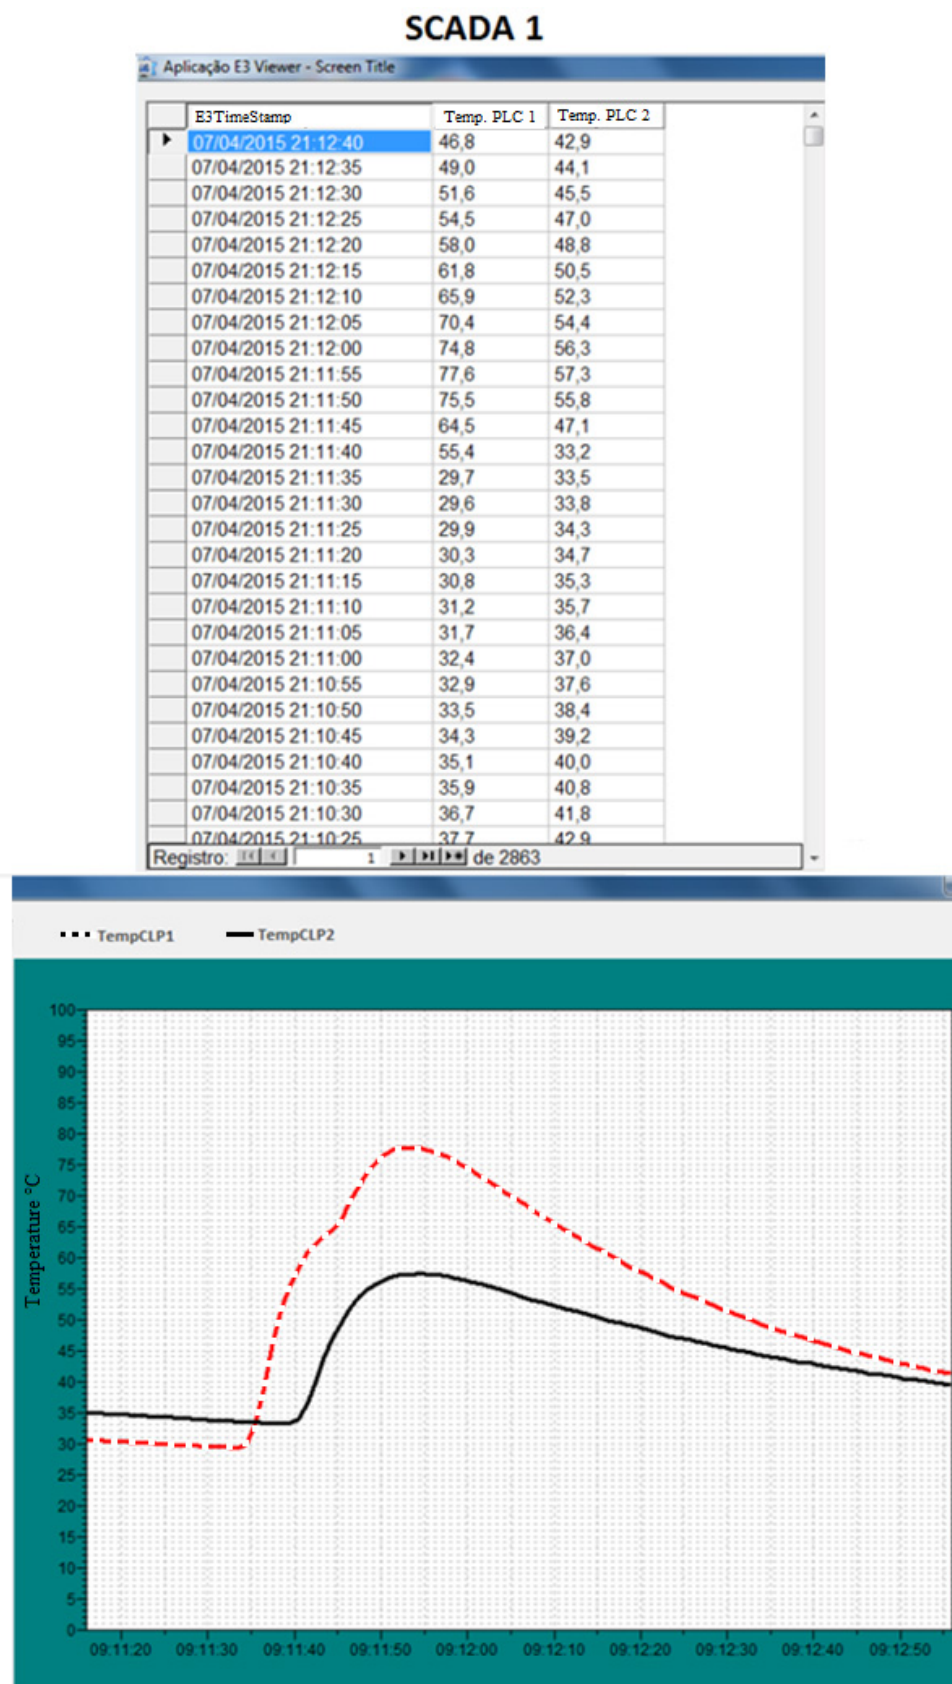 SCADA 1
Aplicação E3 Viewer - Screen Title
E3TimeStamp Temp. PLC 1 Temp. PLC 2
07/04/2015 21:12:40 46,8 42,9
07/04/2015 21:12:35 49,0 44,1
07/04/2015 21:12:30 51,6 45,5
07/04/2015 21:12:25 54,5 47,0
07/04/2015 21:12:20 58,0 48,8
07/04/2015 21:12:15 61,8 50,5
07/04/2015 21:12:10 65,9 52,3
07/04/2015 21:12:05 70,4 54,4
07/04/2015 21:12:00 74,8 56,3
07/04/2015 21:11:55 77,6 57,3
07/04/2015 21:11:50 75,5 55,8
07/04/2015 21:11:45 64,5 47,1
07/04/2015 21:11:40 55,4 33,2
07/04/2015 21:11:35 29,7 33,5
07/04/2015 21:11:30 29,6 33,8
07/04/2015 21:11:25 29,9 34,3
07/04/2015 21:11:20 30,3 34,7
07/04/2015 21:11:15 30,8 35,3
07/04/2015 21:11:10 31,2 35,7
07/04/2015 21:11:05 31,7 36,4
07/04/2015 21:11:00 32,4 37,0
07/04/2015 21:10:55 32,9 37,6
07/04/2015 21:10:50 33,5 38,4
07/04/2015 21:10:45 34,3 39,2
07/04/2015 21:10:40 35,1 40,0
07/04/2015 21:10:35 35,9 40,8
07/04/2015 21:10:30 36,7 41,8
07/04/2015 21:10:25 37,7 42,9
Registro: 1 de 2863
TempCLP1 TempCLP2
100
95
90
85
80
75
70
65
60
55
50
45
40
35
30
25
20
15
10
5
0
Temperature °C
09:11:20 09:11:30 09:11:40 09:11:50 09:12:00 09:12:10 09:12:20 09:12:30 09:12:40 09:12:50